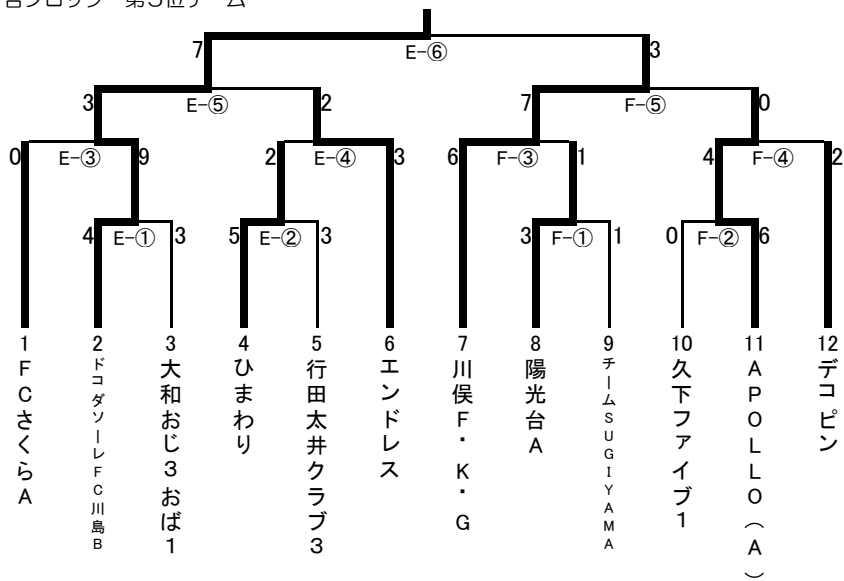 各ブロック 第3位チーム
7 E-⑥ 3
3 E-⑤ 2 7 F-⑤ 0
0 E-③ 9 2 E-④ 3 6 F-③ 1 4 F-④ 2
4 E-① 3 5 E-② 3 3 F-① 1 0 F-② 6
1 2 3 4 5 6 7 8 9 10 11 12
FCさくらA
ドコダソーレFC川島B
大和おじ3おば1
ひまわり
行田太井クラブ3
エンドレス
川俣F・K・G
陽光台A
チームSUGIYAMA
久下ファイブ1
APOLLO(A)
デコピン